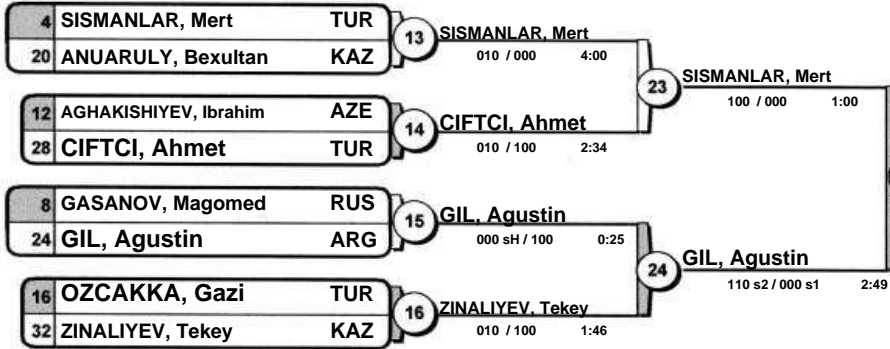 4 SISMANLAR, Mert TUR
20 ANUARULY, Bexultan KAZ
13 SISMANLAR, Mert
010 / 000 4:00
12 AGHAKISHIYEV, Ibrahim AZE
28 CIFTCI, Ahmet TUR
14 CIFTCI, Ahmet
010 / 100 2:34
23 SISMANLAR, Mert
100 / 000 1:00
8 GASANOV, Magomed RUS
24 GIL, Agustin ARG
15 GIL, Agustin
000 sH / 100 0:25
16 OZCAKKA, Gazi TUR
32 ZINALIYEV, Tekey KAZ
16 ZINALIYEV, Tekey
010 / 100 1:46
24 GIL, Agustin
110 s2 / 000 s1 2:49